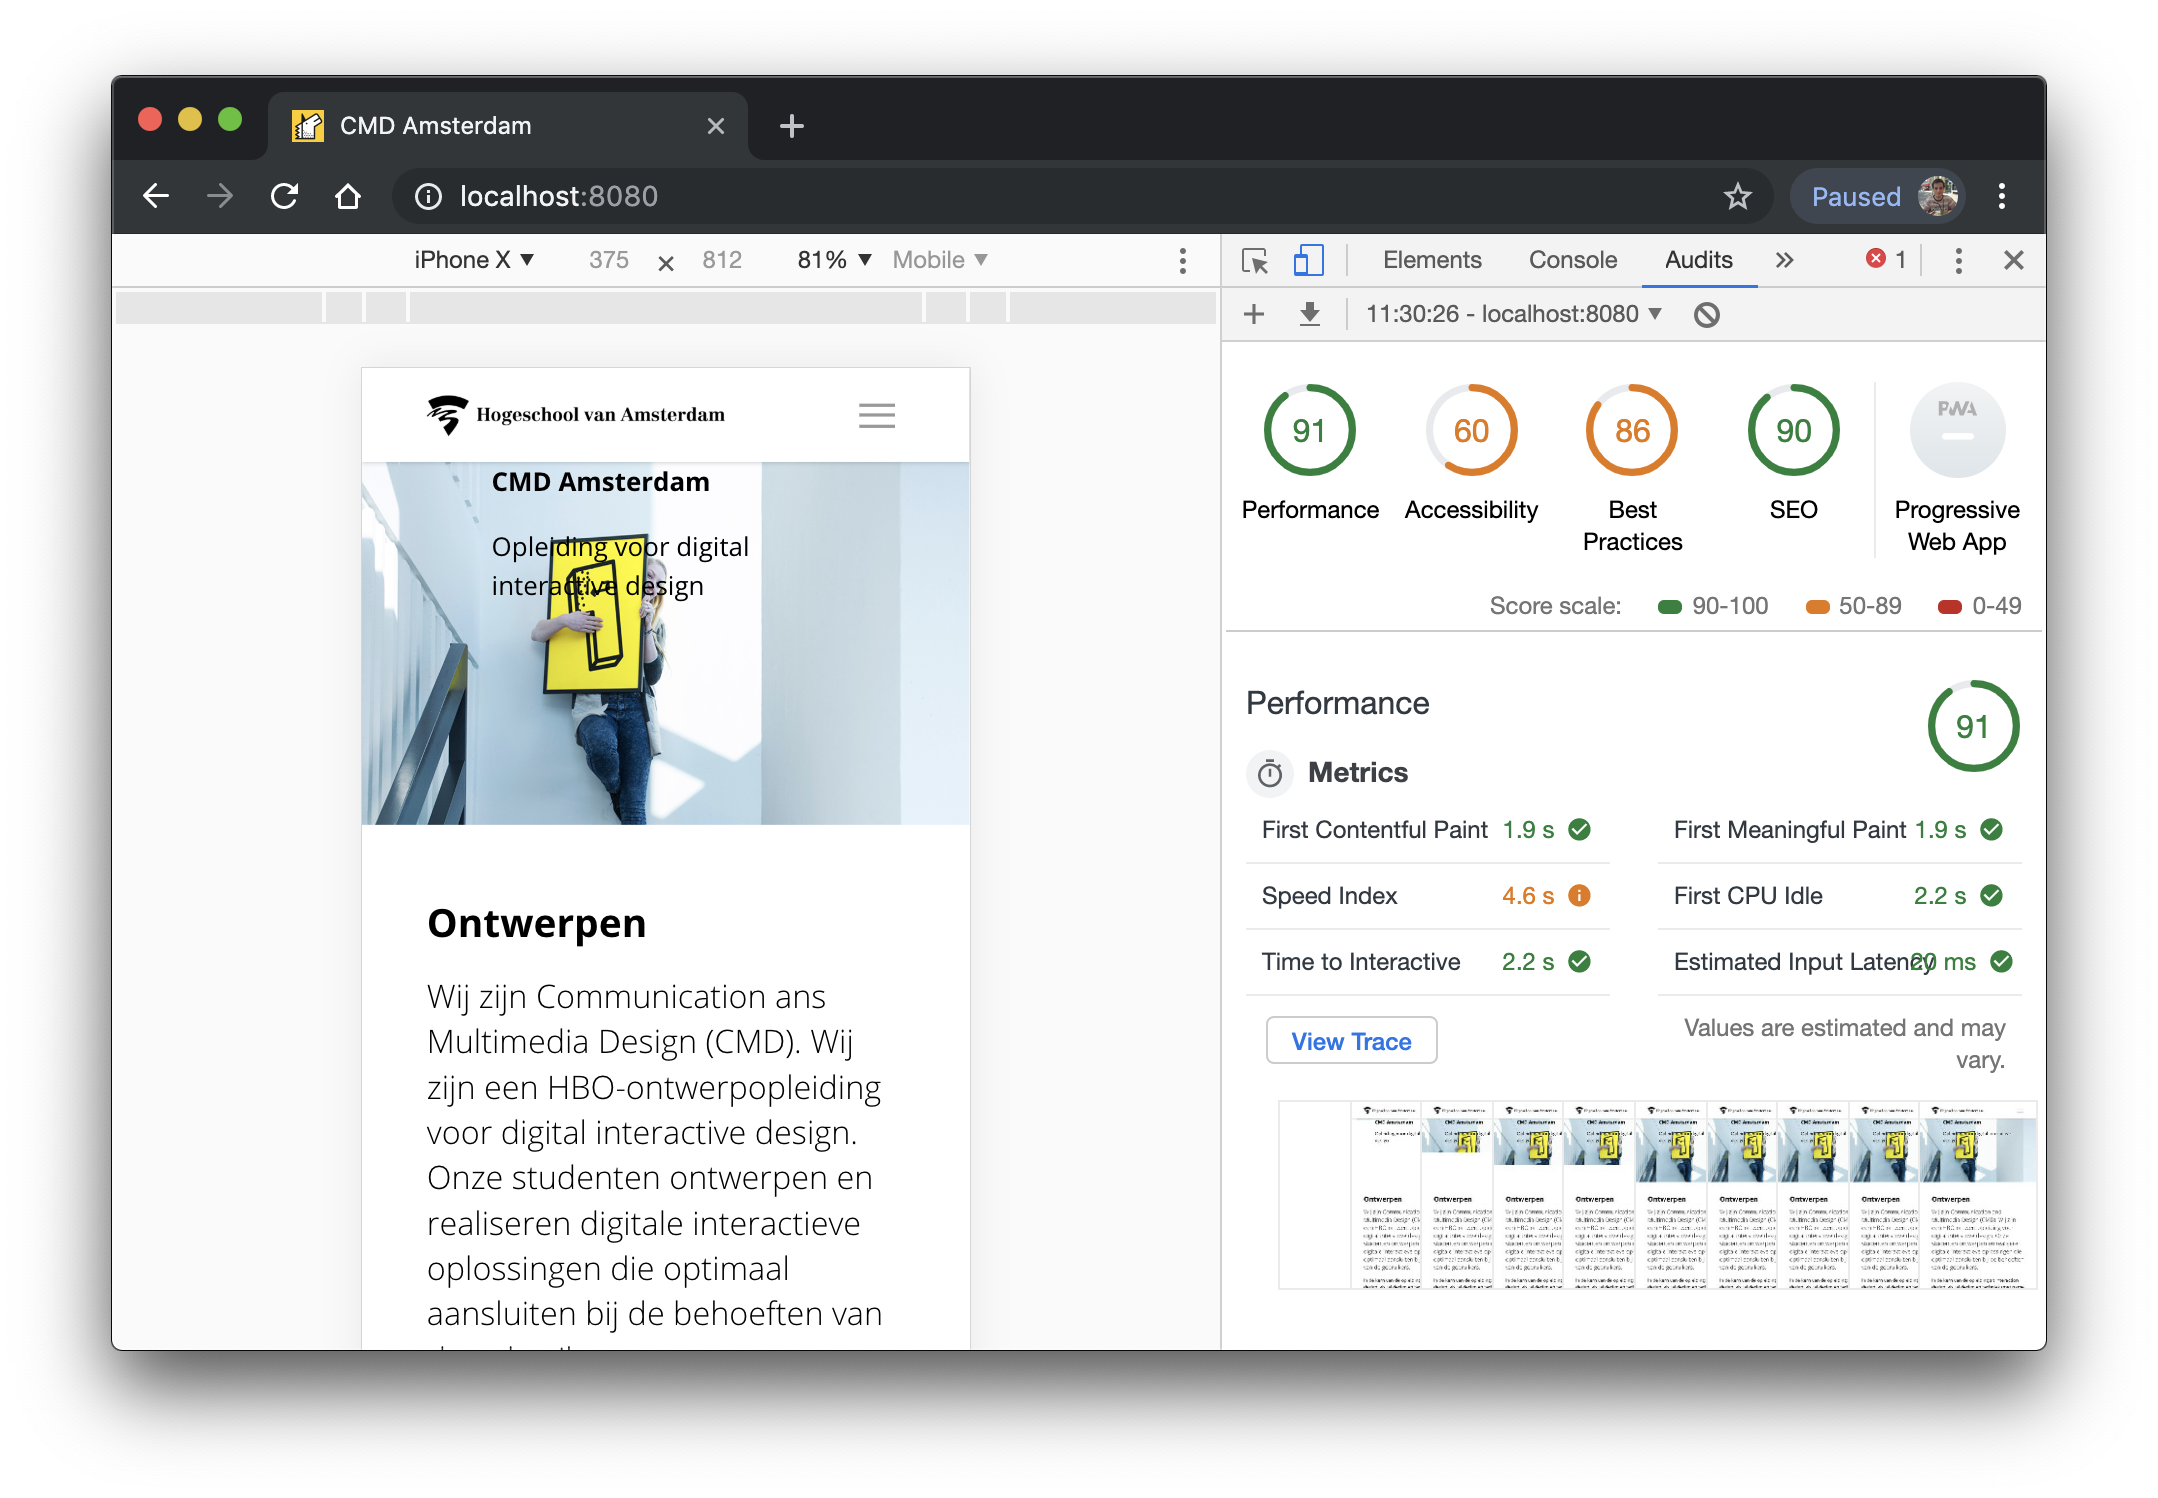 CMD Amsterdam
localhost:8080
Paused
iPhone X
375
812
81%
Mobile
Elements
Console
Audits
1
11:30:26 - localhost:8080
Hogeschool van Amsterdam
CMD Amsterdam
Opleiding voor digital
interactive design
Ontwerpen
Wij zijn Communication ans
Multimedia Design (CMD). Wij
zijn een HBO-ontwerpopleiding
voor digital interactive design.
Onze studenten ontwerpen en
realiseren digitale interactieve
oplossingen die optimaal
aansluiten bij de behoeften van
91
60
86
90
PWA
Performance
Accessibility
Best
Practices
SEO
Progressive
Web App
Score scale:
90-100
50-89
0-49
Performance
91
Metrics
First Contentful Paint 1.9 s
First Meaningful Paint 1.9 s
Speed Index 4.6 s
First CPU Idle 2.2 s
Time to Interactive 2.2 s
Estimated Input Latency 20 ms
View Trace
Values are estimated and may
vary.